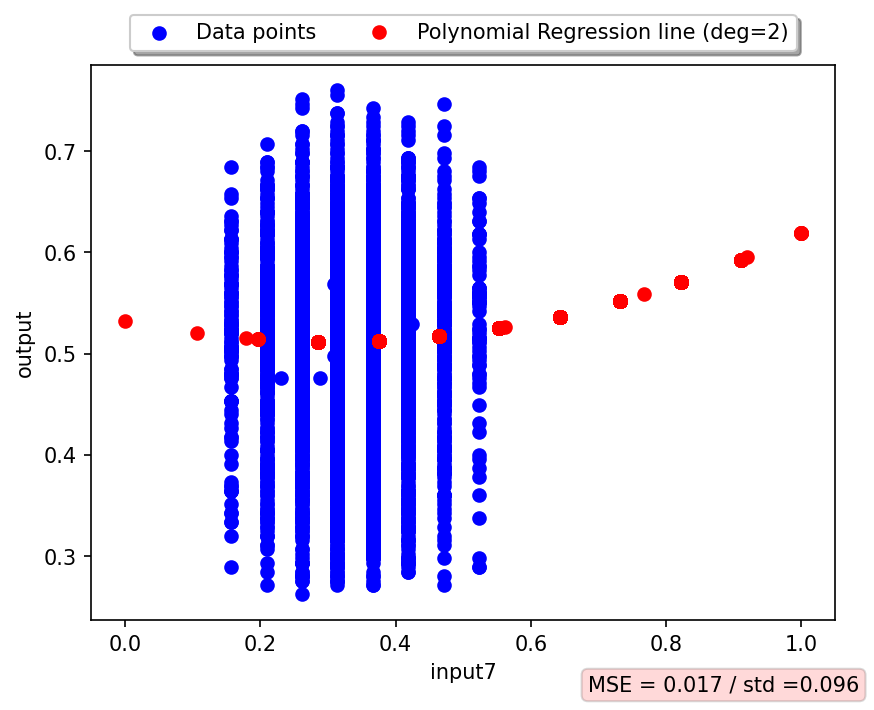 Data points
Polynomial Regression line (deg=2)
0.7
0.6
0.5
0.4
0.3
output
0.0
0.2
0.4
0.6
0.8
1.0
input7
MSE = 0.017 / std =0.096